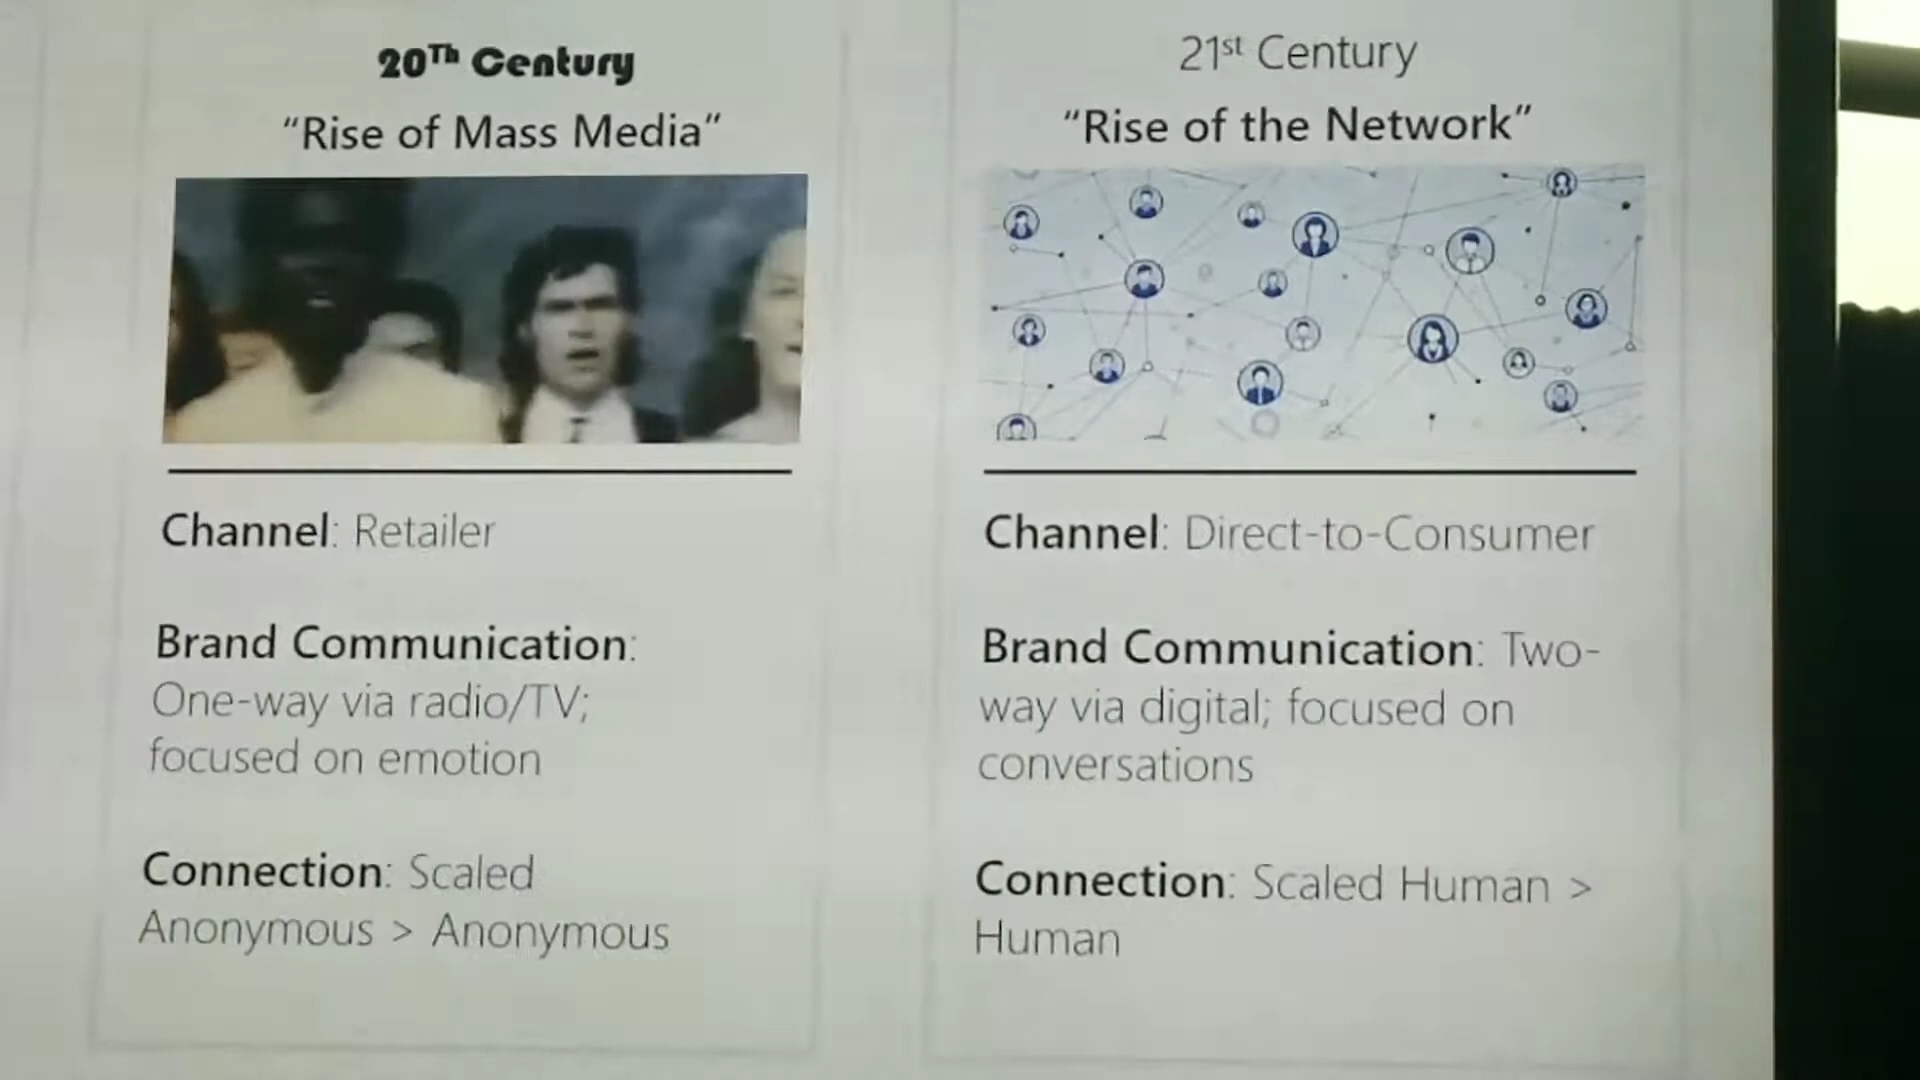 20Th Century
“Rise of Mass Media”
Channel: Retailer
Brand Communication:
One-way via radio/TV;
focused on emotion
Connection: Scaled
Anonymous > Anonymous
21st Century
“Rise of the Network”
Channel: Direct-to-Consumer
Brand Communication: Two-
way via digital; focused on
conversations
Connection: Scaled Human >
Human